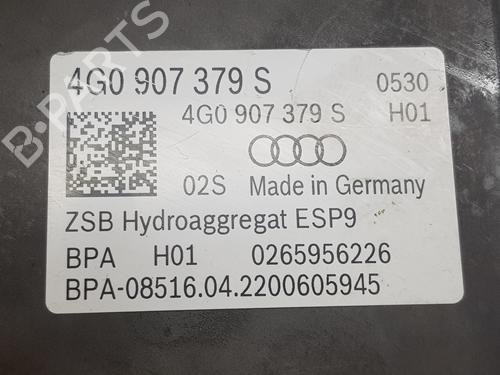 4G0 907 379 S 0530
4G0 907 379 S H01
02S Made in Germany
ZSB Hydroaggregat ESP9
BPA H01 0265956226
BPA-08516.04.2200605945
B-PARTS